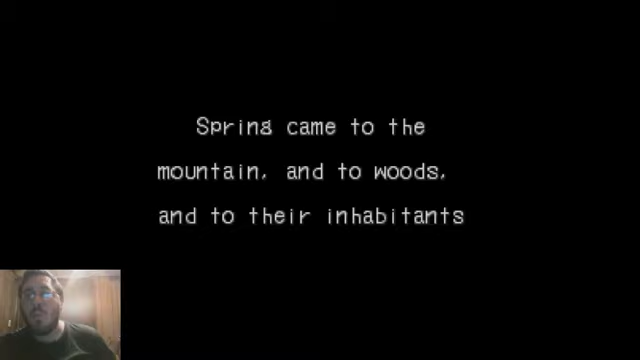 Spring came to the
mountain, and to woods,
and to their inhabitants